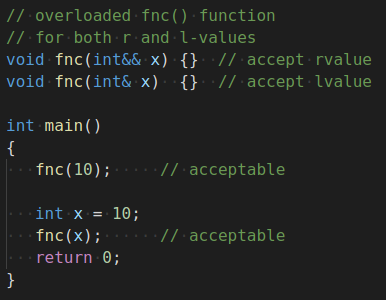 // overloaded fnc() function
// for both r and l-values
void fnc(int&& x) {}  // accept rvalue
void fnc(int& x)  {}  // accept lvalue
int main()
{
   fnc(10);     // acceptable
   int x = 10;
   fnc(x);      // acceptable
   return 0;
}